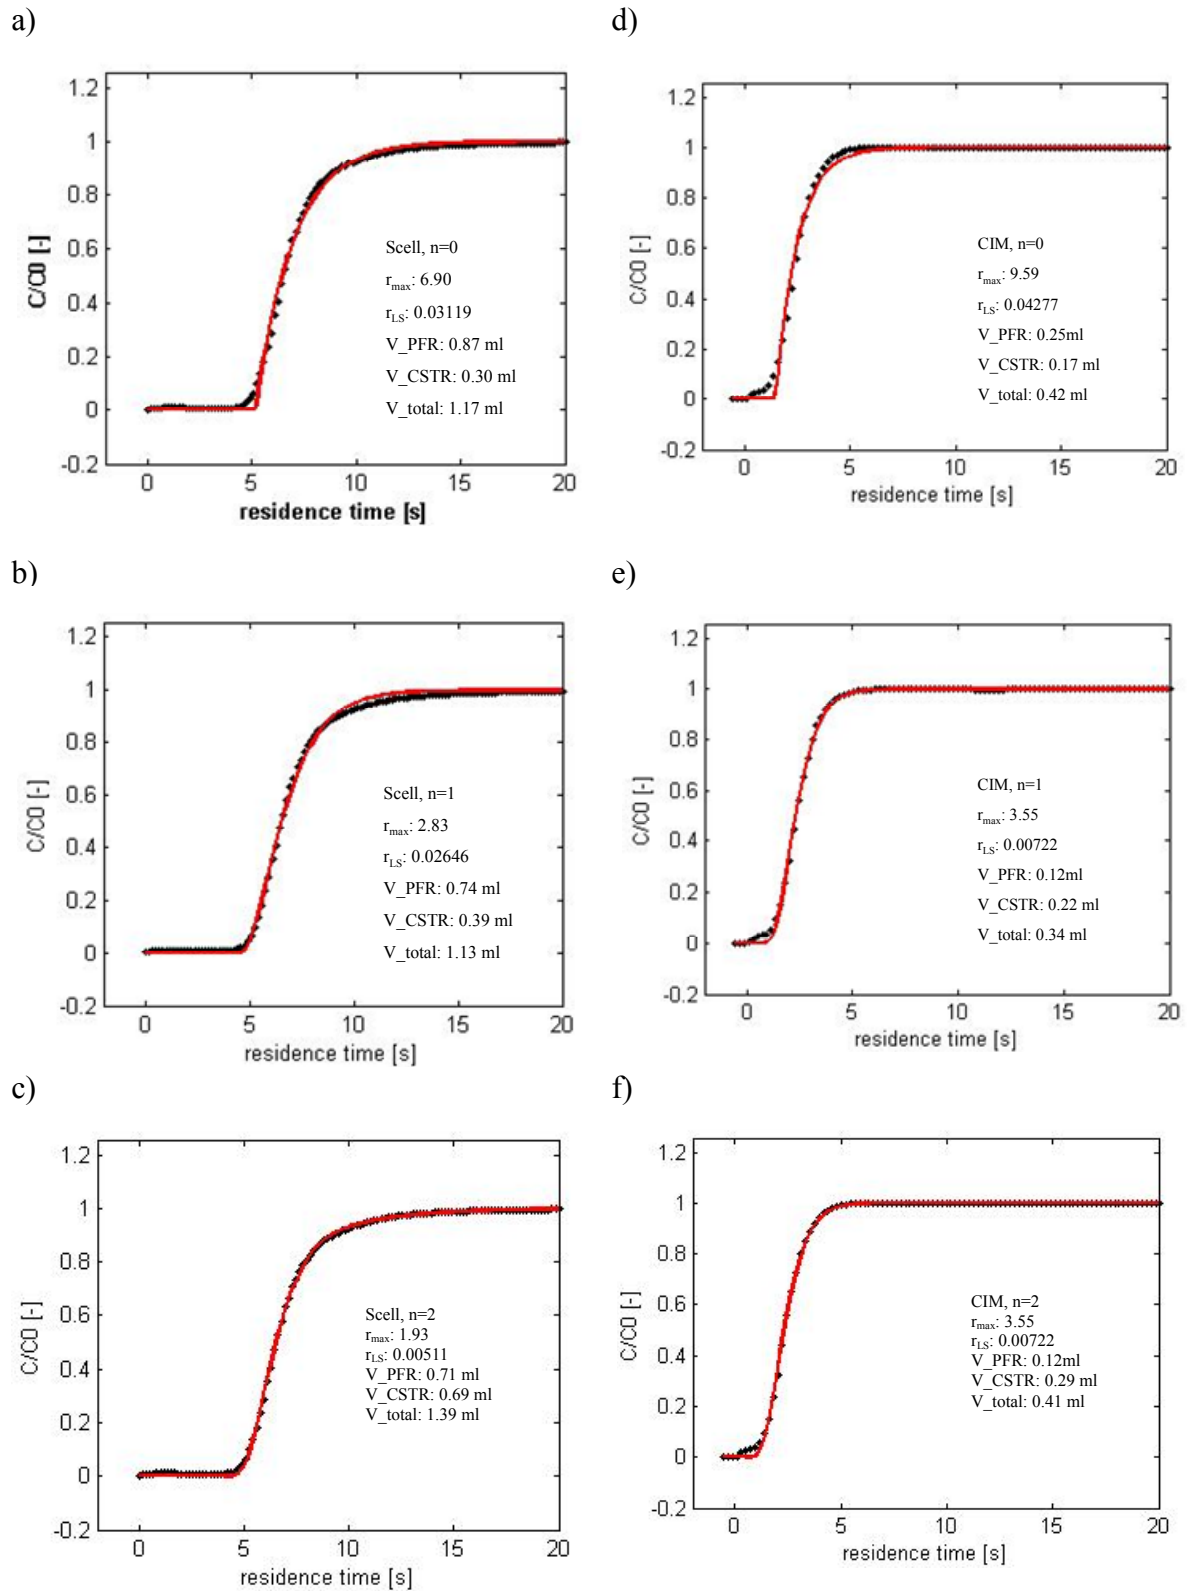 a)
1.2
1
0.8
0.6
0.4
0.2
0
-0.2
C/C0 [-]
Scell, n=0
rmax: 6.90
rLS: 0.03119
V_PFR: 0.87 ml
V_CSTR: 0.30 ml
V_total: 1.17 ml
0 5 10 15 20
residence time [s]
d)
1.2
1
0.8
0.6
0.4
0.2
0
-0.2
C/C0 [-]
CIM, n=0
rmax: 9.59
rLS: 0.04277
V_PFR: 0.25ml
V_CSTR: 0.17 ml
V_total: 0.42 ml
0 5 10 15 20
residence time [s]
b)
1.2
1
0.8
0.6
0.4
0.2
0
-0.2
C/C0 [-]
Scell, n=1
rmax: 2.83
rLS: 0.02646
V_PFR: 0.74 ml
V_CSTR: 0.39 ml
V_total: 1.13 ml
0 5 10 15 20
residence time [s]
e)
1.2
1
0.8
0.6
0.4
0.2
0
-0.2
C/C0 [-]
CIM, n=1
rmax: 3.55
rLS: 0.00722
V_PFR: 0.12ml
V_CSTR: 0.22 ml
V_total: 0.34 ml
0 5 10 15 20
residence time [s]
c)
1.2
1
0.8
0.6
0.4
0.2
0
-0.2
C/C0 [-]
Scell, n=2
rmax: 1.93
rLS: 0.00511
V_PFR: 0.71 ml
V_CSTR: 0.69 ml
V_total: 1.39 ml
0 5 10 15 20
residence time [s]
f)
1.2
1
0.8
0.6
0.4
0.2
0
-0.2
C/C0 [-]
CIM, n=2
rmax: 3.55
rLS: 0.00722
V_PFR: 0.12ml
V_CSTR: 0.29 ml
V_total: 0.41 ml
0 5 10 15 20
residence time [s]